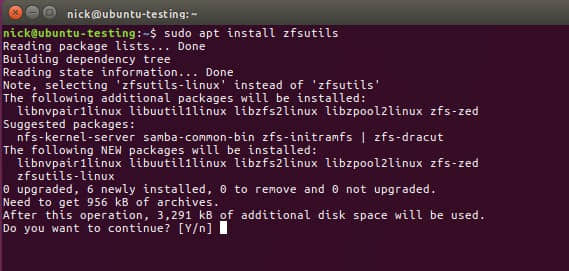 nick@ubuntu-testing: ~
nick@ubuntu-testing:~$ sudo apt install zfsutils
Reading package lists... Done
Building dependency tree
Reading state information... Done
Note, selecting 'zfsutils-linux' instead of 'zfsutils'
The following additional packages will be installed:
  libnvpair1linux libuutil1linux libzfs2linux libzpool2linux zfs-zed
Suggested packages:
  nfs-kernel-server samba-common-bin zfs-initramfs | zfs-dracut
The following NEW packages will be installed:
  libnvpair1linux libuutil1linux libzfs2linux libzpool2linux zfs-zed
  zfsutils-linux
0 upgraded, 6 newly installed, 0 to remove and 0 not upgraded.
Need to get 956 kB of archives.
After this operation, 3,291 kB of additional disk space will be used.
Do you want to continue? [Y/n]